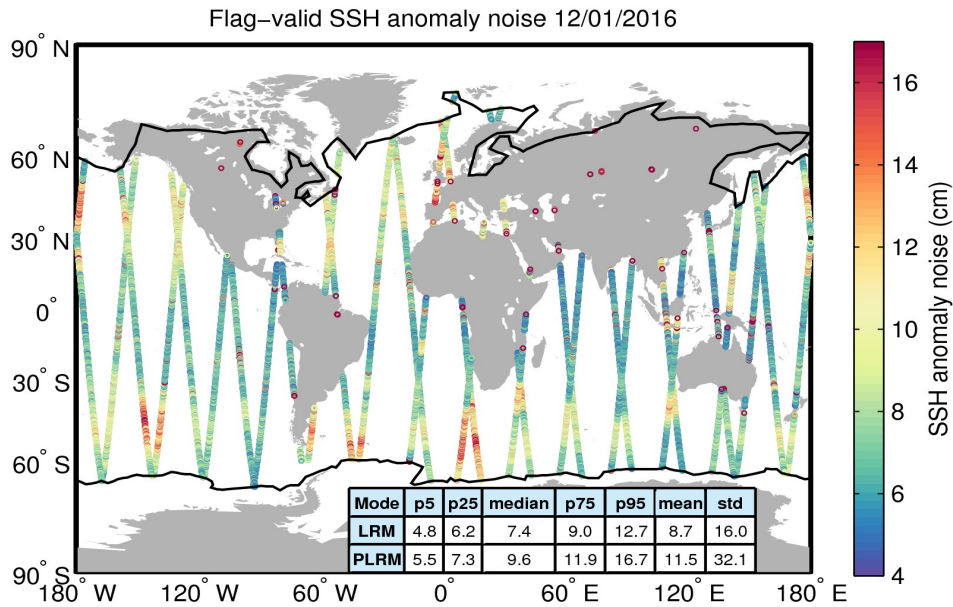 Flag−valid SSH anomaly noise 12/01/2016
90° N
60° N
30° N
0°
30° S
60° S
90° S
180° W
120° W
60° W
0°
60° E
120° E
180° E
16
14
12
10
8
6
4
SSH anomaly noise (cm)
Mode p5 p25 median p75 p95 mean std
LRM 4.8 6.2 7.4 9.0 12.7 8.7 16.0
PLRM 5.5 7.3 9.6 11.9 16.7 11.5 32.1